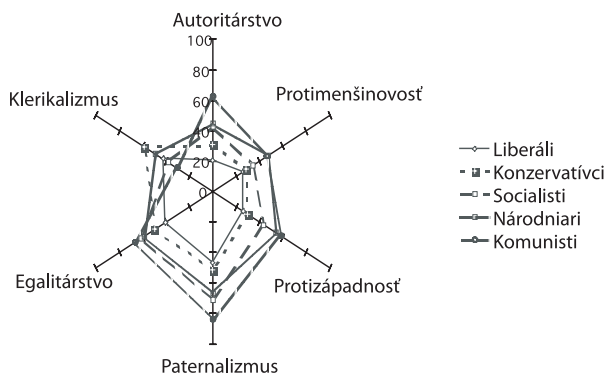 Autoritárstvo
100
80
60
40
20
0
Protimenšinovosť
Protizápadnosť
Paternalizmus
Egalitárstvo
Klerikalizmus
Liberáli
Konzervatívci
Socialisti
Národniari
Komunisti